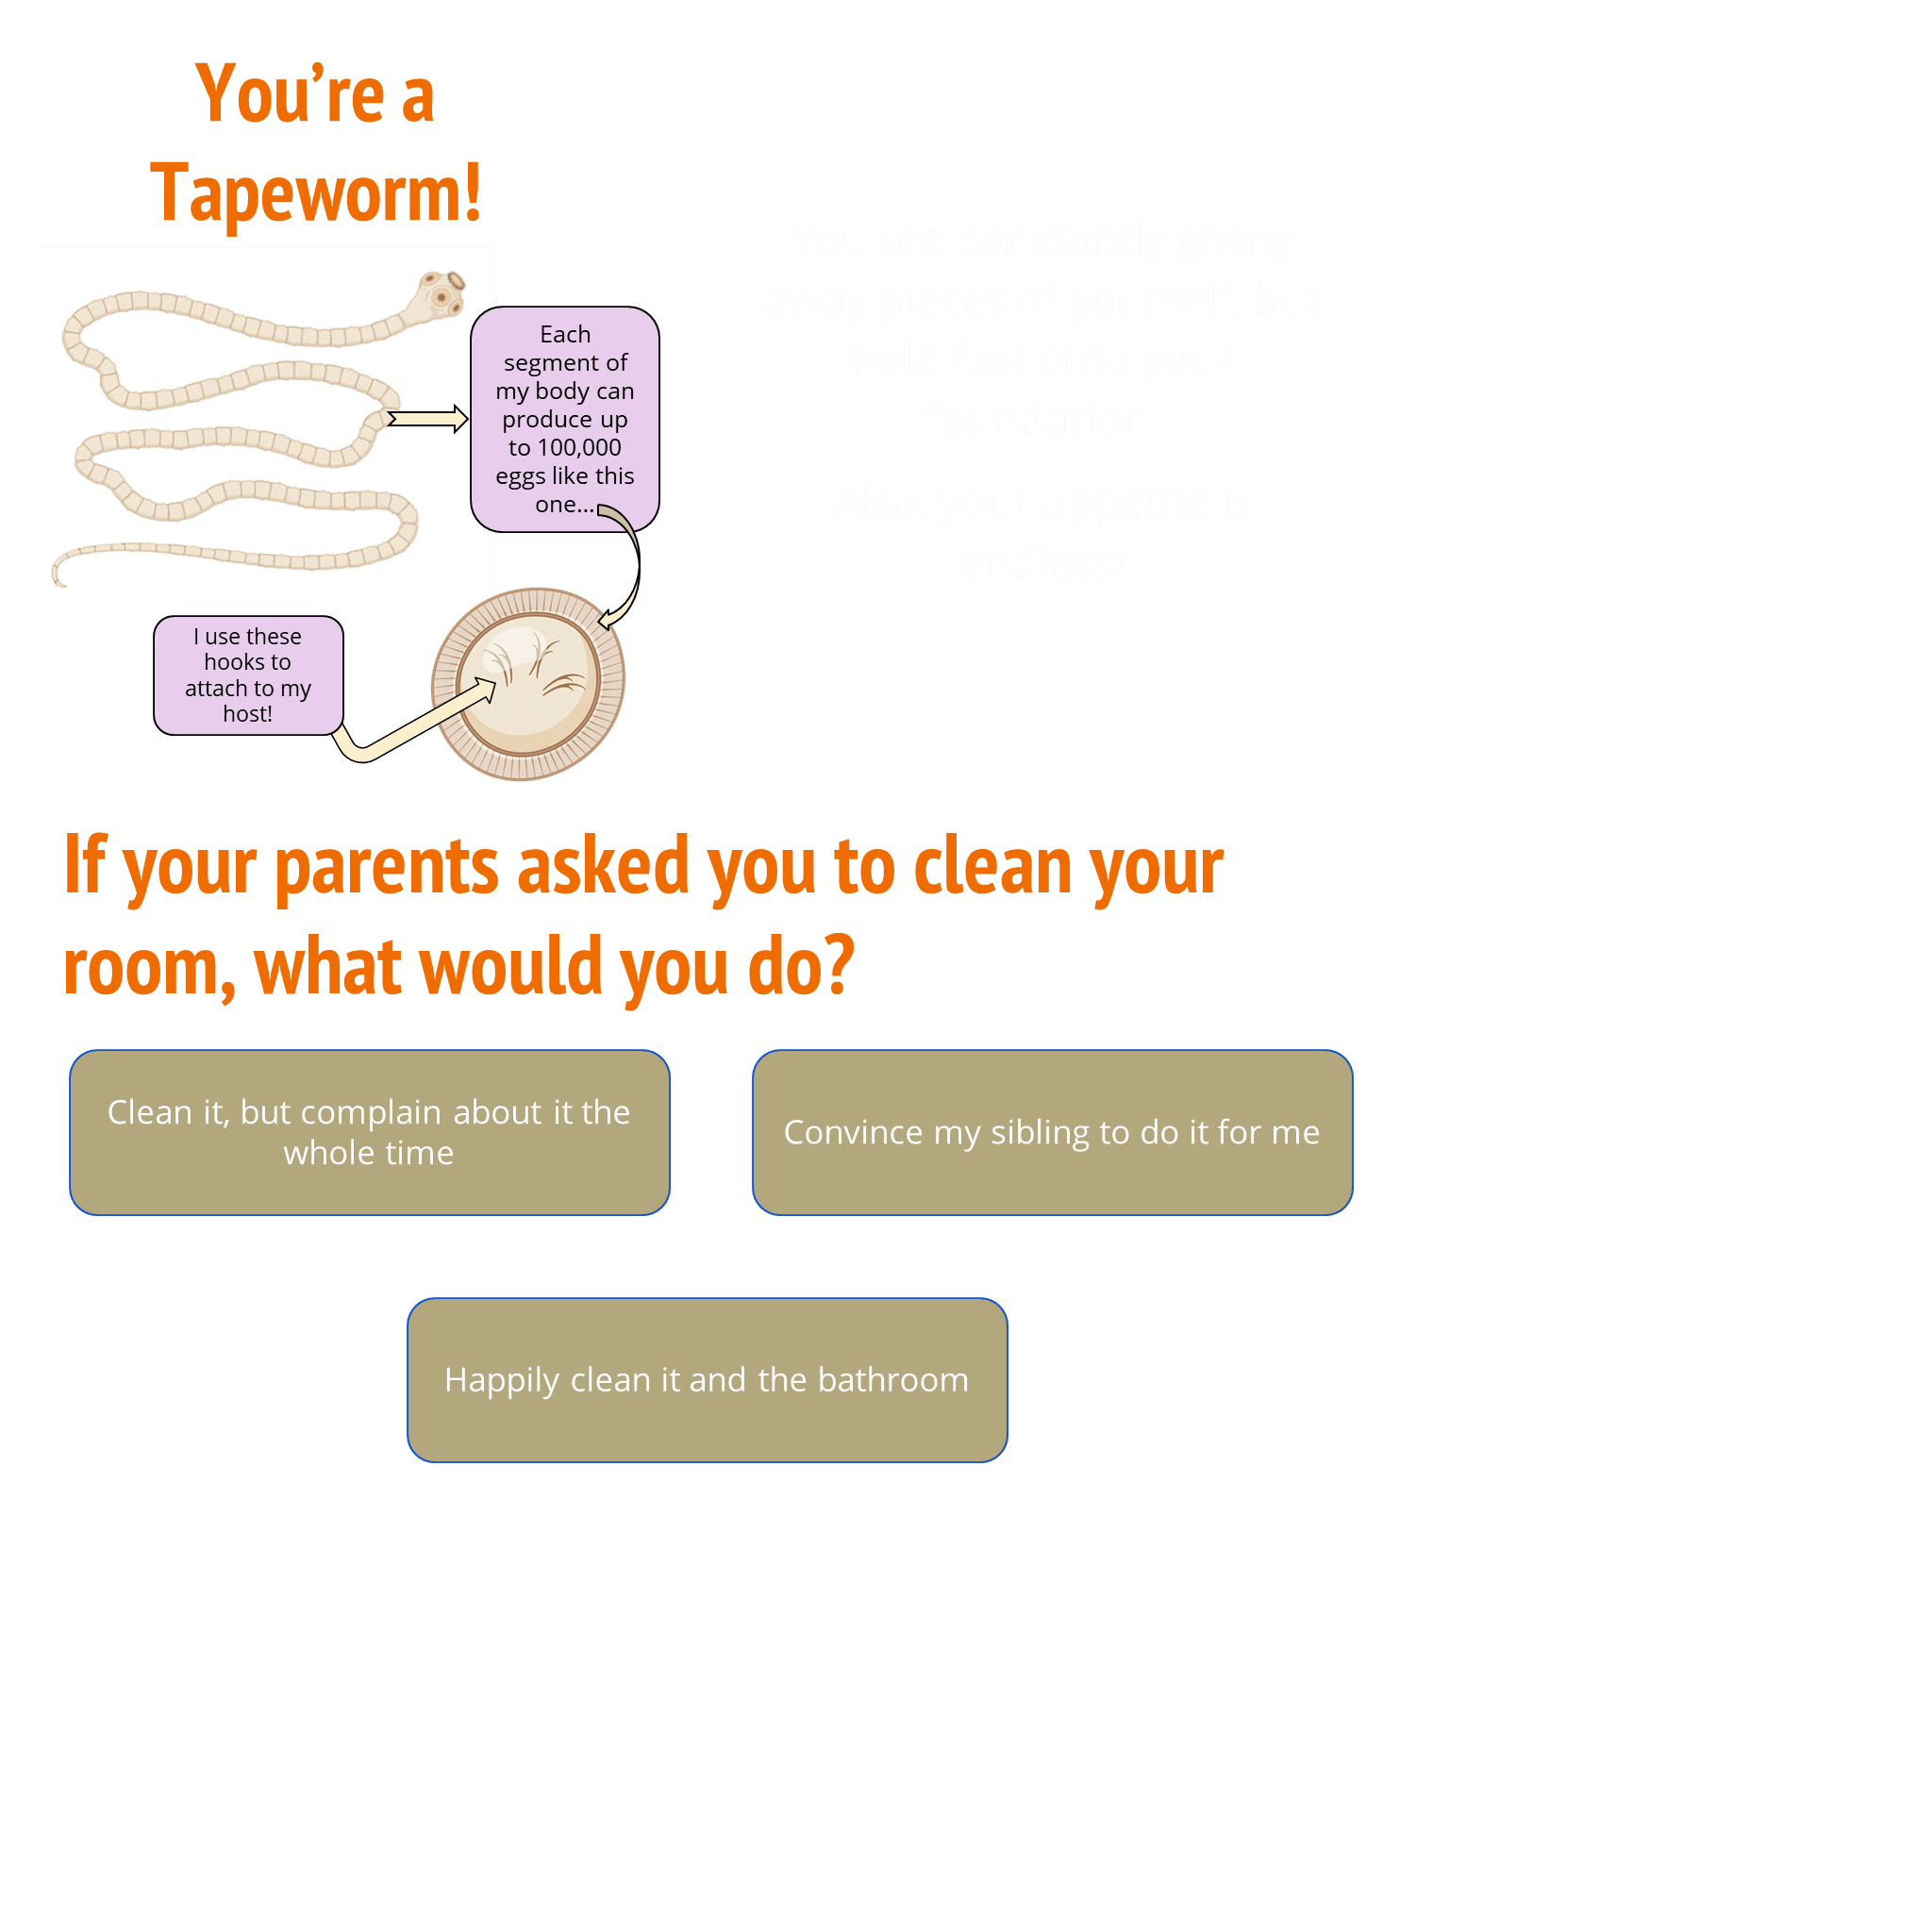 You’re a
Tapeworm!
You are constantly giving
away pieces of yourself, but
hold fast onto your
foundation.
Also, your appetite is
endless!
Each
segment of
my body can
produce up
to 100,000
eggs like this
one...
I use these
hooks to
attach to my
host!
If your parents asked you to clean your
room, what would you do?
Clean it, but complain about it the
whole time
Convince my sibling to do it for me
Happily clean it and the bathroom